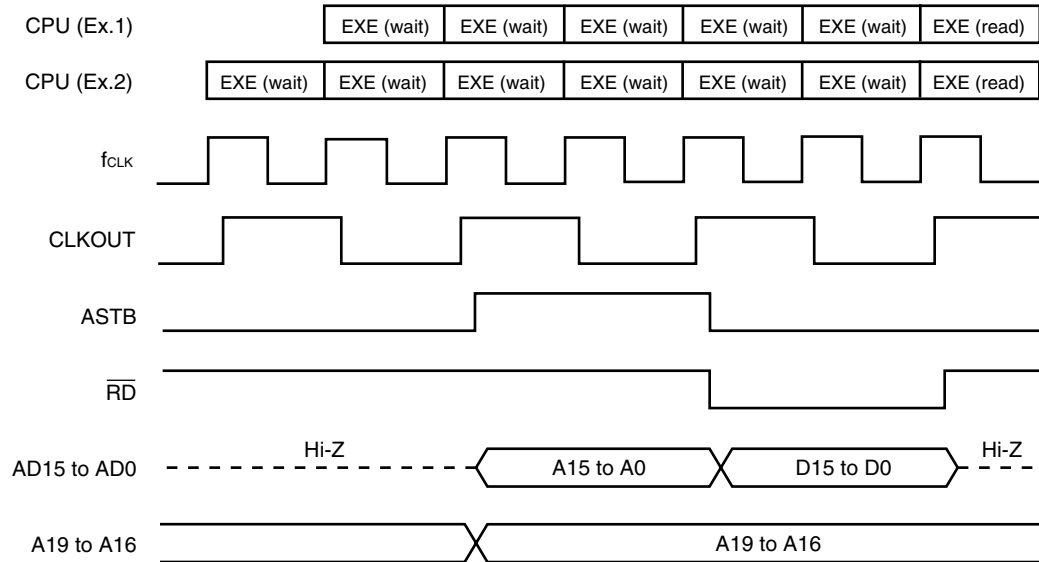 CPU (Ex.1) EXE (wait) EXE (wait) EXE (wait) EXE (wait) EXE (wait) EXE (read)
CPU (Ex.2) EXE (wait) EXE (wait) EXE (wait) EXE (wait) EXE (wait) EXE (wait) EXE (read)
fCLK
CLKOUT
ASTB
RD
AD15 to AD0 Hi-Z A15 to A0 D15 to D0 Hi-Z
A19 to A16 A19 to A16